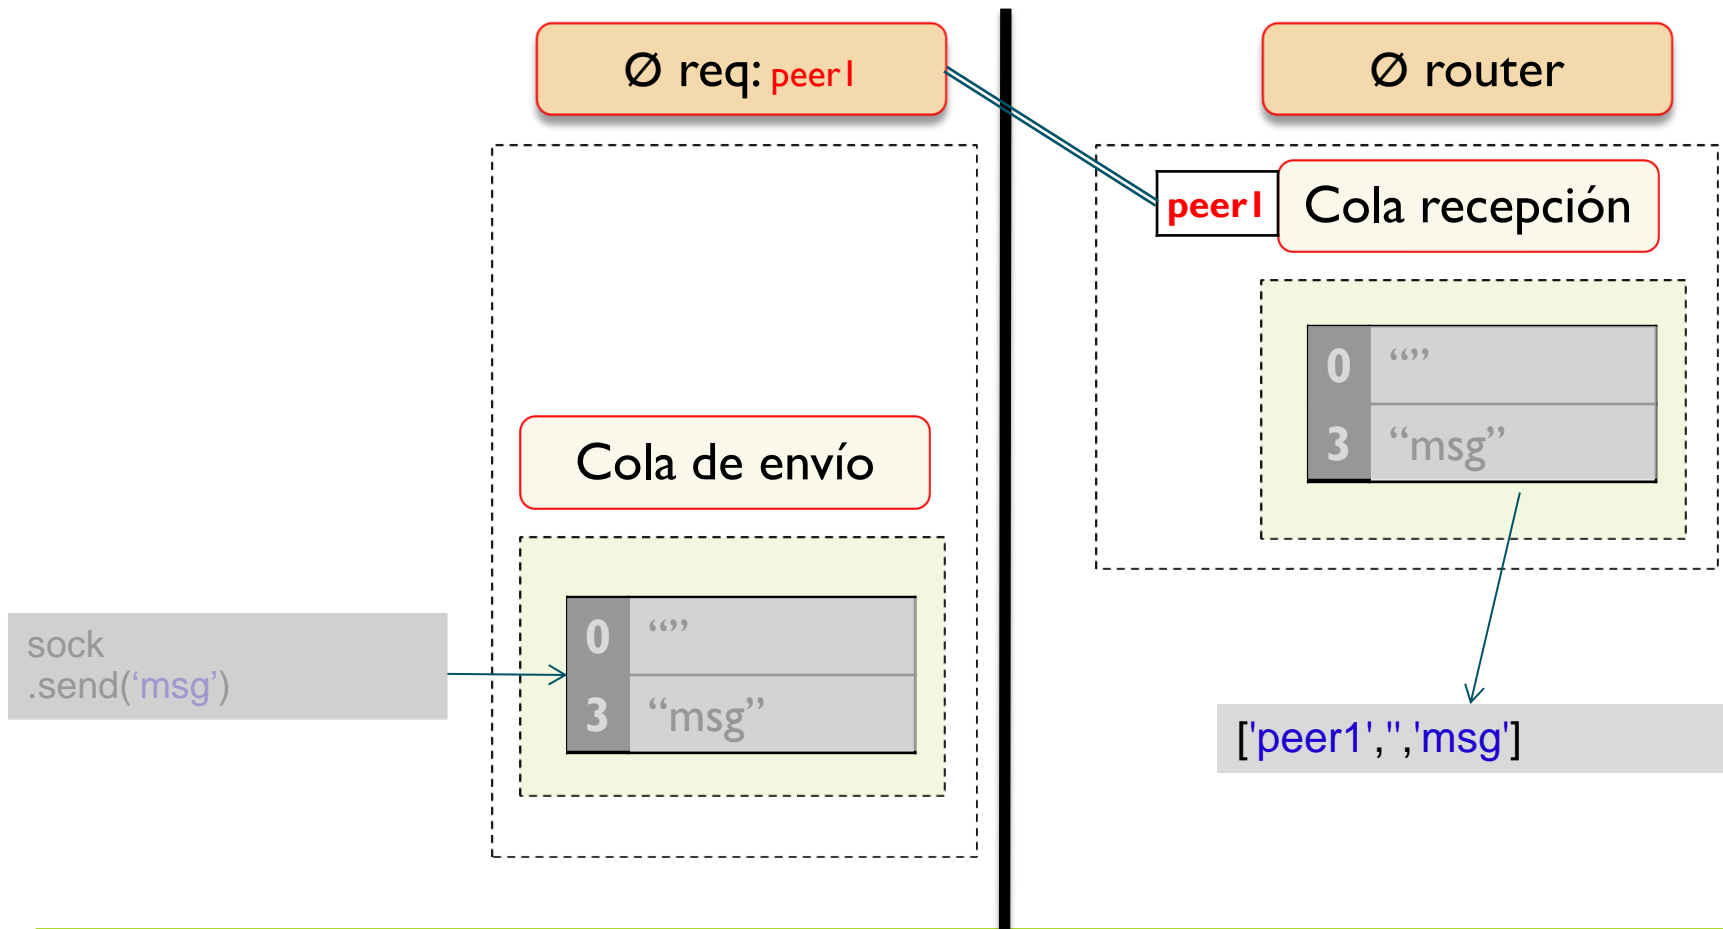 Ø req: peer1
Ø router
peer1
Cola recepción
0 “”
3 “msg”
Cola de envío
sock
.send(‘msg’)
0 “”
3 “msg”
['peer1','','msg']